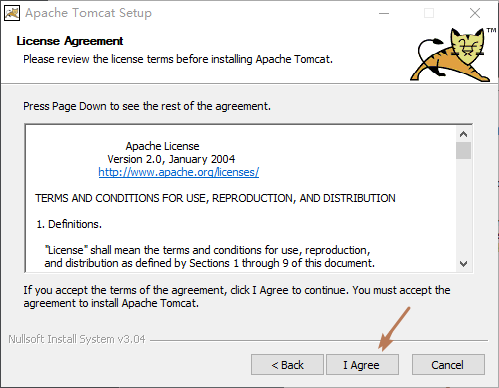 Apache Tomcat Setup
License Agreement
Please review the license terms before installing Apache Tomcat.
TM
Press Page Down to see the rest of the agreement.
Apache License
Version 2.0, January 2004
http://www.apache.org/licenses/
TERMS AND CONDITIONS FOR USE, REPRODUCTION, AND DISTRIBUTION
1. Definitions.
"License" shall mean the terms and conditions for use, reproduction,
and distribution as defined by Sections 1 through 9 of this document.
If you accept the terms of the agreement, click I Agree to continue. You must accept the
agreement to install Apache Tomcat.
Nullsoft Install System v3.04
< Back
I Agree
Cancel